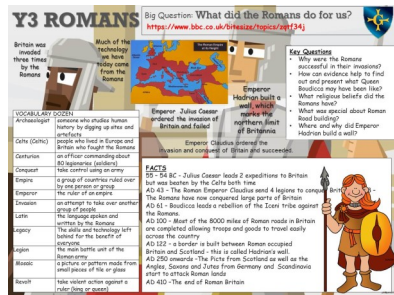 Y3 ROMANS
Big Question: What did the Romans do for us?
https://www.bbc.co.uk/bitesize/topics/zqtf34j
Britain was
invaded
three times
by the
Romans
Much of the
technology
we have
today came
from the
Romans
Emperor Julius Caesar
ordered the invasion of
Britain and failed
Emperor
Hadrian built a
wall, which
marks the
northern limit
of Britannia
Emperor Claudius ordered the
invasion and conquest of Britain and succeeded.
Key Questions
• Why were the Romans
successful in their invasions?
• How can evidence help to find
out and present what Queen
Boudicca may have been like?
• What religious beliefs did the
Romans have?
• What was special about Roman
Road building?
• Where and why did Emperor
Hadrian build a wall?
VOCABULARY DOZEN
Archaeologist someone who studies human
history by digging up sites and
artefacts
Celts (Celtic) people who lived in Europe and
Britain who fought the Romans
Centurion an officer commanding about
80 legionaries (soldiers)
Conquest take control using an army
Empire a group of countries ruled over
by one person or group
Emperor the ruler of an empire
Invasion an attempt to take over another
group of people
Latin the language spoken and
written by the Romans
Legacy The skills and technology left
behind for the benefit of
everyone
Legion the main battle unit of the
Roman army
Mosaic a picture or pattern made from
small pieces of tile or glass
Revolt take violent action against a
ruler (king or queen)
FACTS
55 – 54 BC - Julius Caesar leads 2 expeditions to Britain
but was beaten by the Celts both time
AD 43 - The Roman Emperor Claudius send 4 legions to conquer Britain
The Romans have now conquered large parts of Britain
AD 61 – Boudicca leads a rebellion of the Iceni tribe against
the Romans.
AD 100 – Most of the 8000 miles of Roman roads in Britain
are completed allowing troops and goods to travel easily
across the country
AD 122 – a border is built between Roman occupied
Britain and Scotland - this is called Hadrian's wall.
AD 250 onwards -The Picts from Scotland as well as the
Angles, Saxons and Jutes from Germany and Scandinavia
start to attack Roman lands
AD 410 -The end of Roman Britain